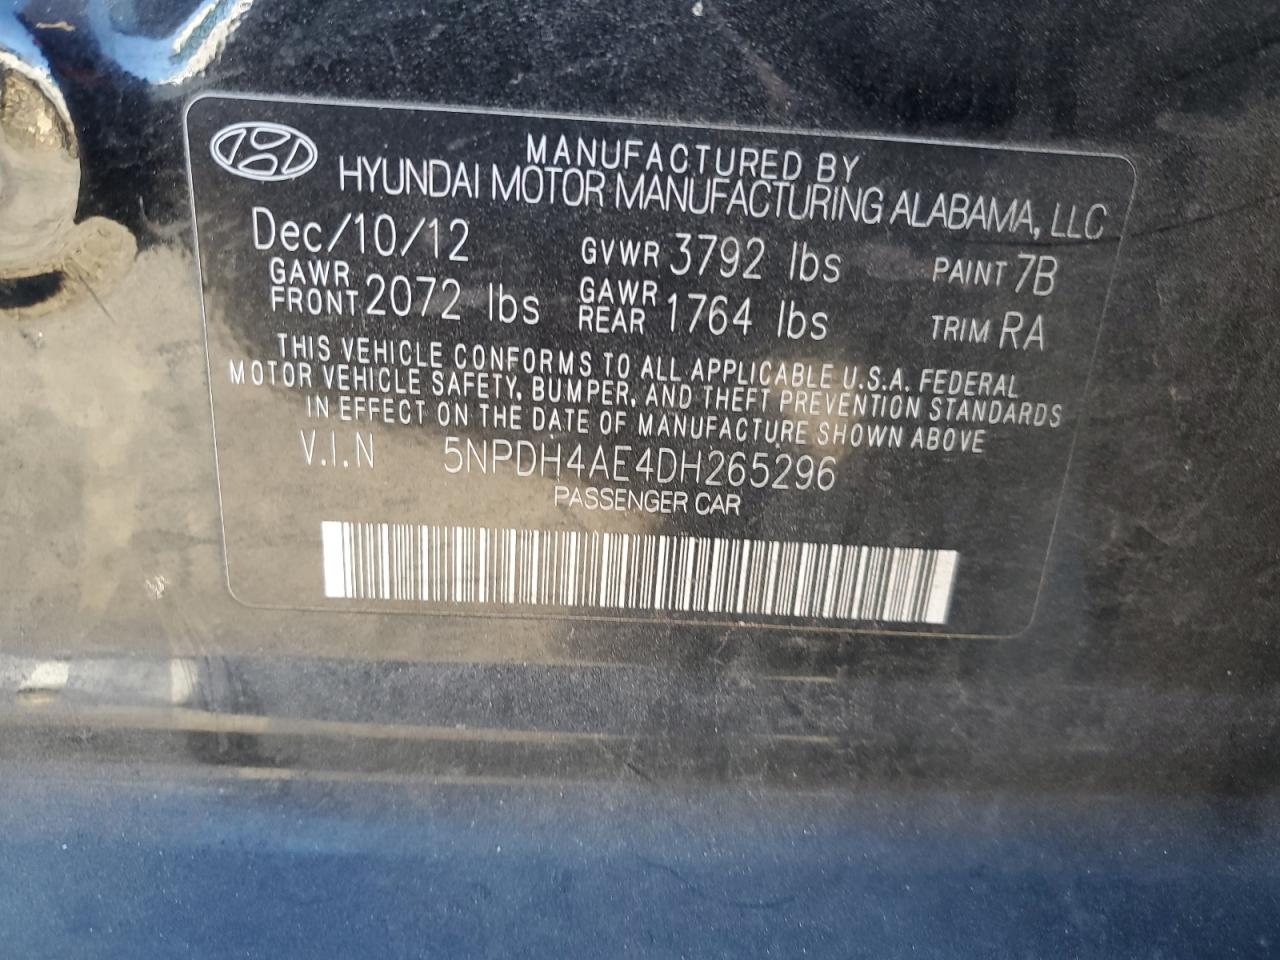 MANUFACTURED BY
HYUNDAI MOTOR MANUFACTURING ALABAMA, LLC
Dec/10/12 GVWR 3792 lbs PAINT 7B
GAWR FRONT 2072 lbs GAWR REAR 1764 lbs TRIM RA
THIS VEHICLE CONFORMS TO ALL APPLICABLE U.S.A. FEDERAL
MOTOR VEHICLE SAFETY, BUMPER, AND THEFT PREVENTION STANDARDS
IN EFFECT ON THE DATE OF MANUFACTURE SHOWN ABOVE
V.I.N 5NPDH4AE4DH265296
PASSENGER CAR